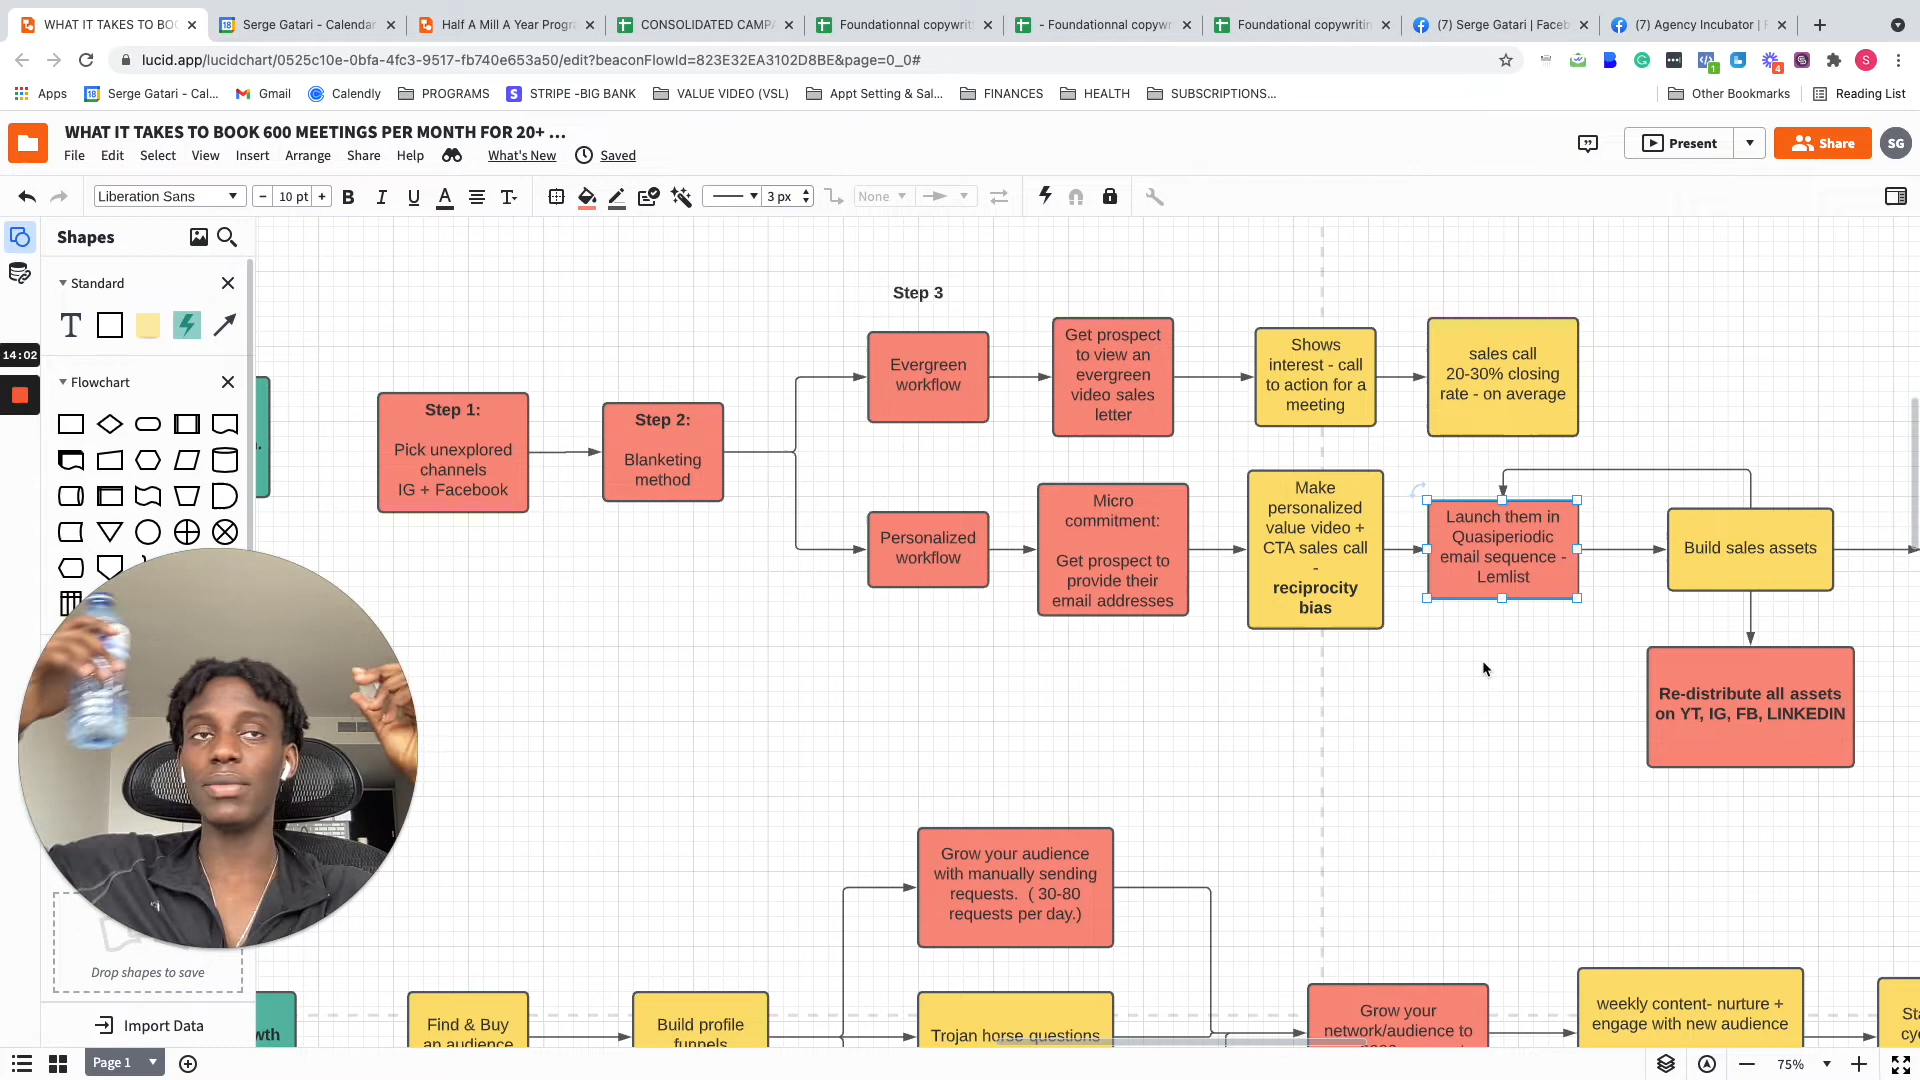 WHAT IT TAKES TO BOO
Serge Gatari - Calendar
Half A Mill A Year Progra
CONSOLIDATED CAMPA
Foundationnal copywrit
- Foundationnal copywr
Foundational copywritin
(7) Serge Gatari | Faceb
(7) Agency Incubator | F
lucid.app/lucidchart/0525c10e-0bfa-4fc3-9517-fb740e653a50/edit?beaconFlowId=823E32EA3102D8BE&page=0_0#
1
4
S
Apps
Serge Gatari - Cal...
Gmail
Calendly
PROGRAMS
STRIPE -BIG BANK
VALUE VIDEO (VSL)
Appt Setting & Sal...
FINANCES
HEALTH
SUBSCRIPTIONS...
Other Bookmarks
Reading List
WHAT IT TAKES TO BOOK 600 MEETINGS PER MONTH FOR 20+ ...
File Edit Select View Insert Arrange Share Help What's New Saved
Present
Share
SG
Liberation Sans
10 pt
B I U A T
3 px
None
Shapes
Standard
T
Flowchart
14:02
Step 3
Step 1:
Pick unexplored
channels
IG + Facebook
Step 2:
Blanketing
method
Evergreen
workflow
Get prospect
to view an
evergreen
video sales
letter
Shows
interest - call
to action for a
meeting
sales call
20-30% closing
rate - on average
Personalized
workflow
Micro
commitment:
Get prospect to
provide their
email addresses
Make
personalized
value video +
CTA sales call
-
reciprocity
bias
Launch them in
Quasiperiodic
email sequence -
Lemlist
Build sales assets
Re-distribute all assets
on YT, IG, FB, LINKEDIN
Grow your audience
with manually sending
requests. ( 30-80
requests per day.)
wth
Find & Buy
an audience
Build profile
funnels
Trojan horse questions
Grow your
network/audience to
weekly content- nurture +
engage with new audience
Sta
cyc
Drop shapes to save
Import Data
Page 1
75%